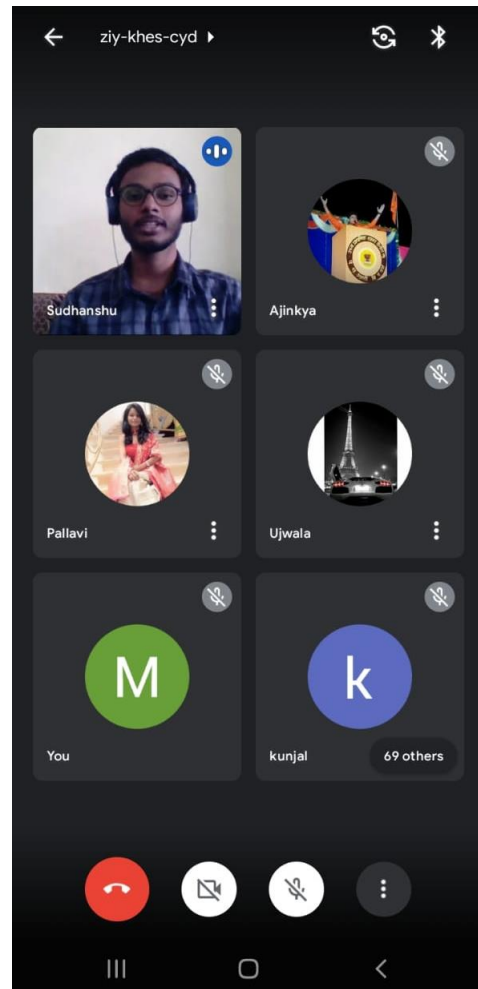 ziy-khes-cyd
Sudhanshu
Ajinkya
Pallavi
Ujwala
M
k
You
kunjal
69 others